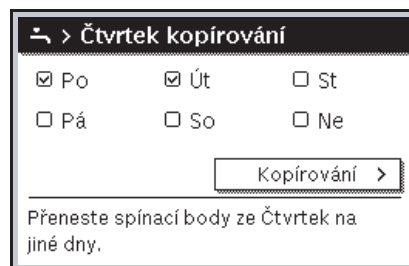 > Čtvrtek kopírování
Po Út St
Pá So Ne
Kopírování >
Přeneste spínací body ze Čtvrtek na
jiné dny.